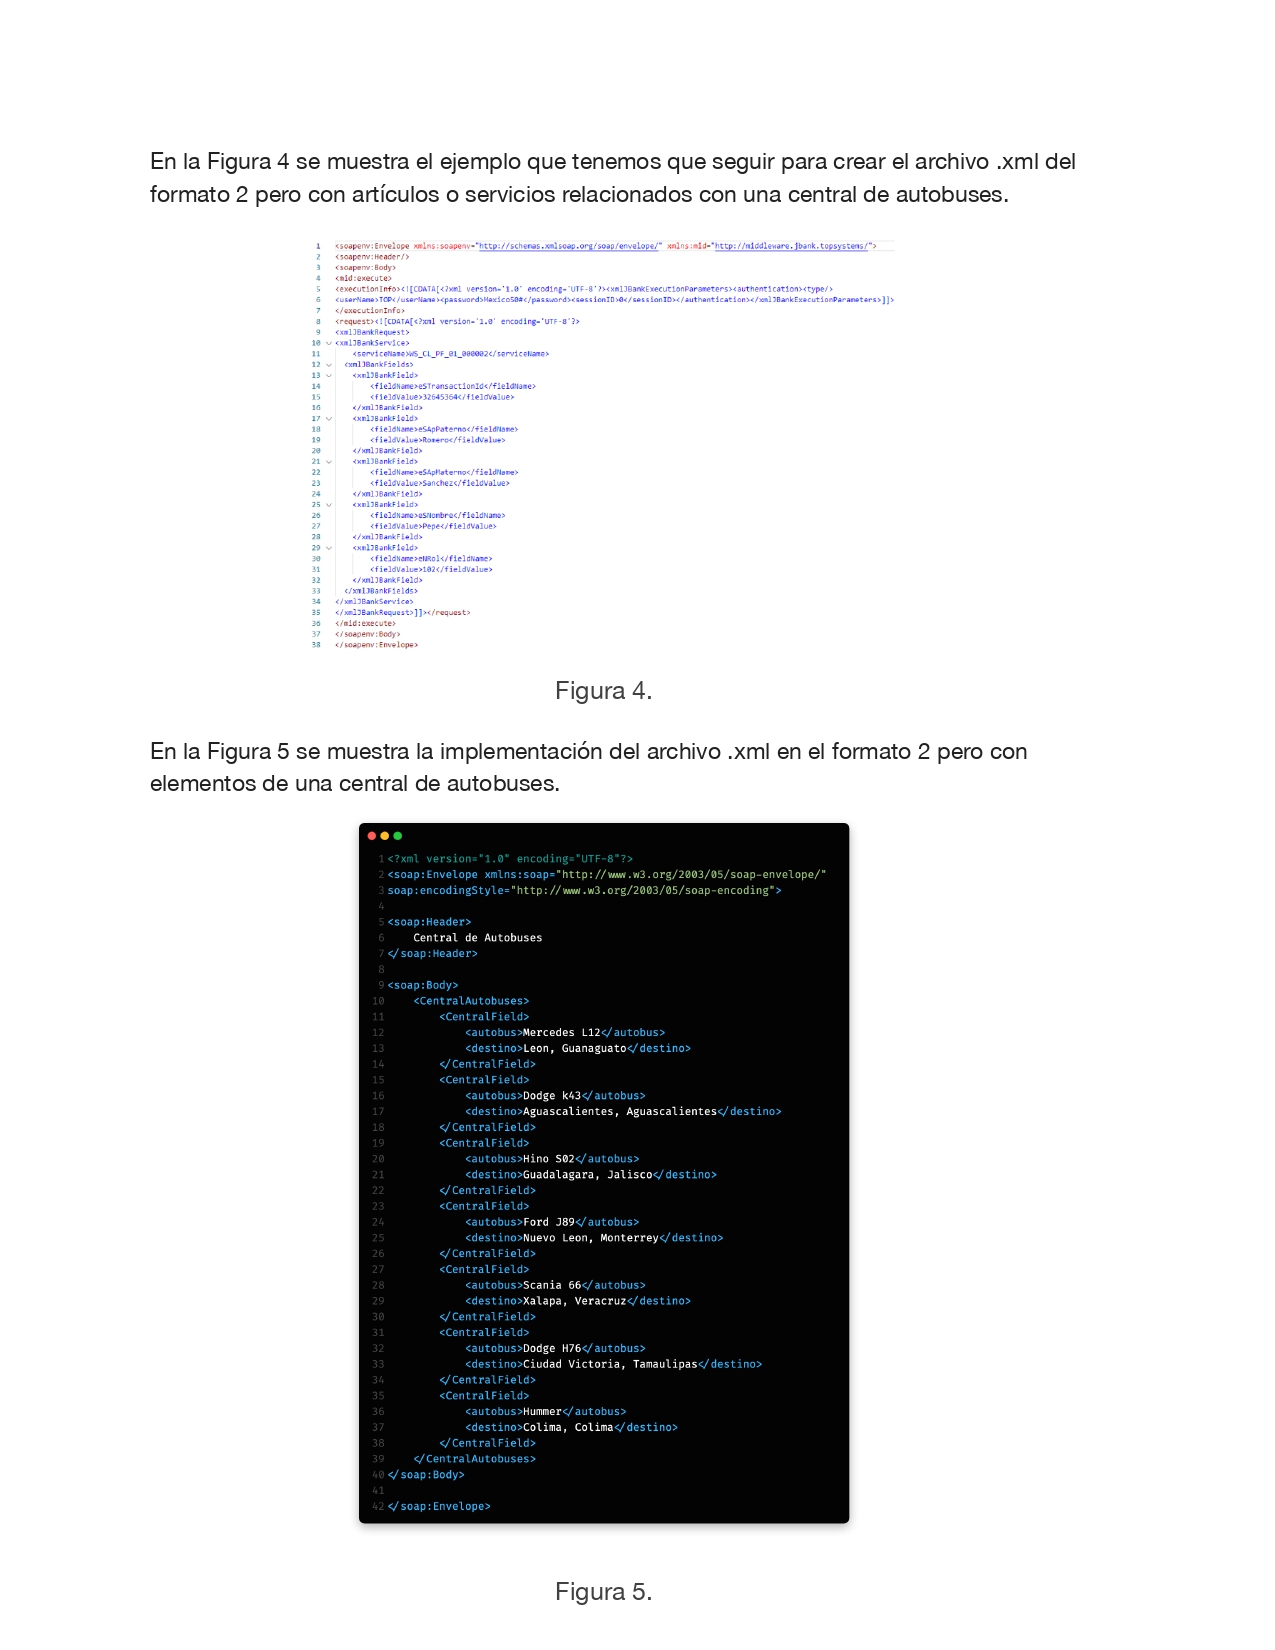 En la Figura 4 se muestra el ejemplo que tenemos que seguir para crear el archivo .xml del
formato 2 pero con artículos o servicios relacionados con una central de autobuses.
1 <soapenv:Envelope xmlns:soapenv="http://schemas.xmlsoap.org/soap/envelope/" xmlns:mid="http://middleware.jbank.topsystems/">
2 <soapenv:Header/>
3 <soapenv:Body>
4 <mid:execute>
5 <executionInfo><![CDATA[<?xml version='1.0' encoding='UTF-8'?><xmlJBankExecutionParameters><authentication><type/>
6 <userName>TOP</userName><password>Mexico50#</password><sessionID>0</sessionID></authentication></xmlJBankExecutionParameters>]]>
7 </executionInfo>
8 <request><![CDATA[<?xml version='1.0' encoding='UTF-8'?>
9 <xmlJBankRequest>
10 <xmlJBankService>
11 <serviceName>WS_CL_PF_01_000002</serviceName>
12 <xmlJBankFields>
13 <xmlJBankField>
14 <fieldName>eSTransactionId</fieldName>
15 <fieldValue>32645364</fieldValue>
16 </xmlJBankField>
17 <xmlJBankField>
18 <fieldName>eSApPaterno</fieldName>
19 <fieldValue>Romero</fieldValue>
20 </xmlJBankField>
21 <xmlJBankField>
22 <fieldName>eSApMaterno</fieldName>
23 <fieldValue>Sanchez</fieldValue>
24 </xmlJBankField>
25 <xmlJBankField>
26 <fieldName>eSNombre</fieldName>
27 <fieldValue>Pepe</fieldValue>
28 </xmlJBankField>
29 <xmlJBankField>
30 <fieldName>eNRol</fieldName>
31 <fieldValue>102</fieldValue>
32 </xmlJBankField>
33 </xmlJBankFields>
34 </xmlJBankService>
35 </xmlJBankRequest>]]></request>
36 </mid:execute>
37 </soapenv:Body>
38 </soapenv:Envelope>
Figura 4.
En la Figura 5 se muestra la implementación del archivo .xml en el formato 2 pero con
elementos de una central de autobuses.
1 <?xml version="1.0" encoding="UTF-8"?>
2 <soap:Envelope xmlns:soap="http://www.w3.org/2003/05/soap-envelope/"
3 soap:encodingStyle="http://www.w3.org/2003/05/soap-encoding">
4
5 <soap:Header>
6 Central de Autobuses
7 </soap:Header>
8
9 <soap:Body>
10 <CentralAutobuses>
11 <CentralField>
12 <autobus>Mercedes L12</autobus>
13 <destino>Leon, Guanaguato</destino>
14 </CentralField>
15 <CentralField>
16 <autobus>Dodge k43</autobus>
17 <destino>Aguascalientes, Aguascalientes</destino>
18 </CentralField>
19 <CentralField>
20 <autobus>Hino S02</autobus>
21 <destino>Guadalagara, Jalisco</destino>
22 </CentralField>
23 <CentralField>
24 <autobus>Ford J89</autobus>
25 <destino>Nuevo Leon, Monterrey</destino>
26 </CentralField>
27 <CentralField>
28 <autobus>Scania 66</autobus>
29 <destino>Xalapa, Veracruz</destino>
30 </CentralField>
31 <CentralField>
32 <autobus>Dodge H76</autobus>
33 <destino>Ciudad Victoria, Tamaulipas</destino>
34 </CentralField>
35 <CentralField>
36 <autobus>Hummer</autobus>
37 <destino>Colima, Colima</destino>
38 </CentralField>
39 </CentralAutobuses>
40 </soap:Body>
41
42 </soap:Envelope>
Figura 5.